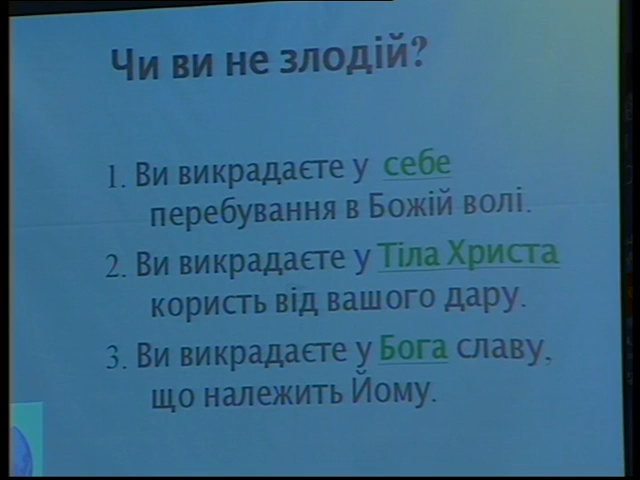 Чи ви не злодій?
1. Ви викрадаєте у себе
перебування в Божій волі.
2. Ви викрадаєте у Тіла Христа
користь від вашого дару.
3. Ви викрадаєте у Бога славу,
що належить Йому.